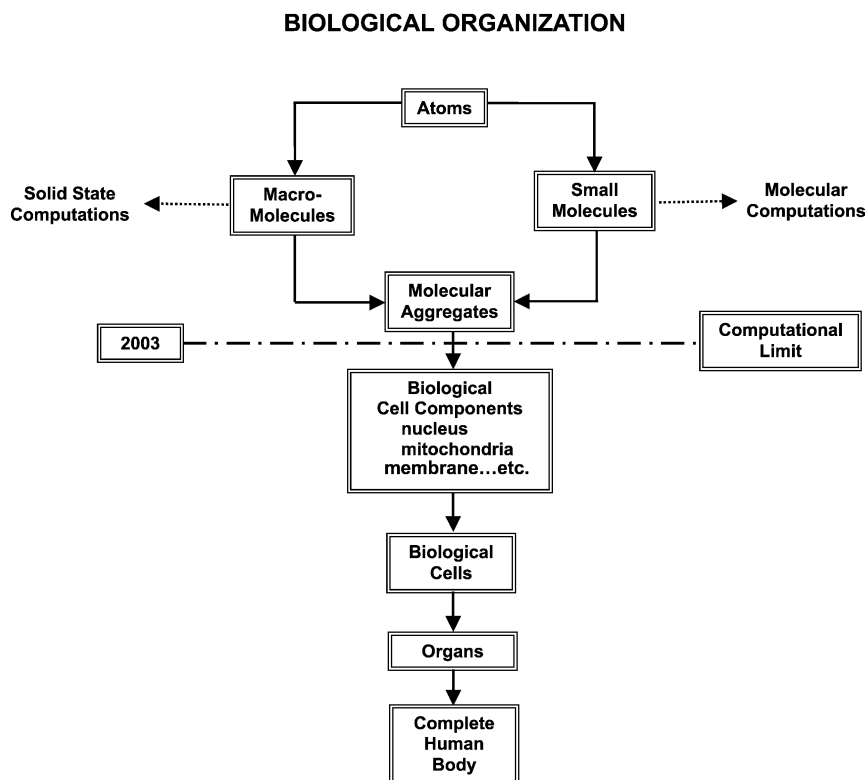 BIOLOGICAL ORGANIZATION
Atoms
Solid State
Computations
Macro-
Molecules
Small
Molecules
Molecular
Computations
Molecular
Aggregates
2003
Computational
Limit
Biological
Cell Components
nucleus
mitochondria
membrane...etc.
Biological
Cells
Organs
Complete
Human
Body